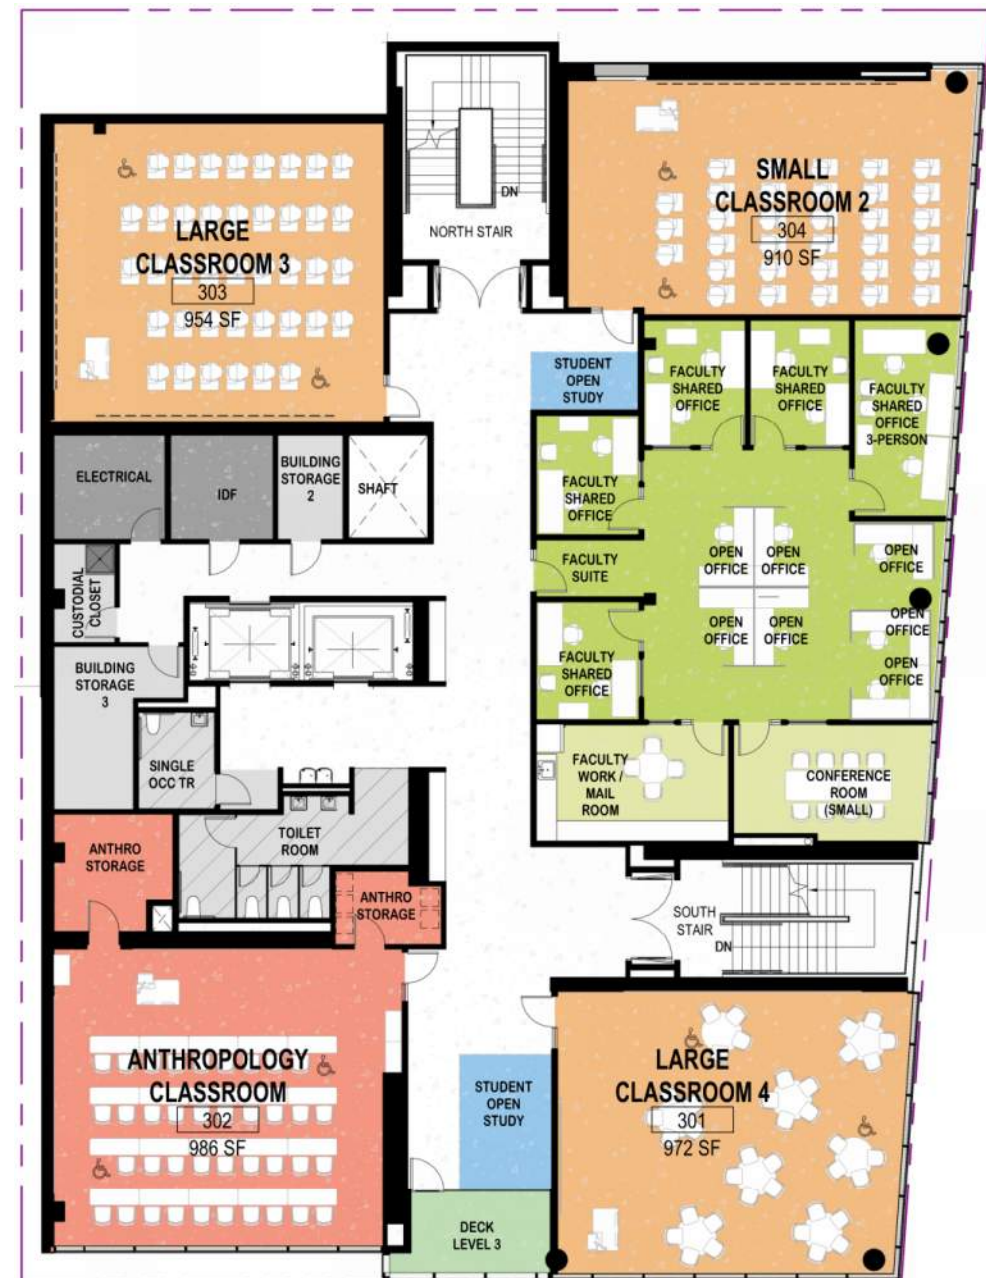 DN
NORTH STAIR
SMALL
CLASSROOM 2
304
910 SF
LARGE
CLASSROOM 3
303
954 SF
STUDENT
OPEN
STUDY
FACULTY
SHARED
OFFICE
FACULTY
SHARED
OFFICE
FACULTY
SHARED
OFFICE
3-PERSON
ELECTRICAL
IDF
BUILDING
STORAGE
2
SHAFT
FACULTY
SHARED
OFFICE
FACULTY
SUITE
OPEN
OFFICE
OPEN
OFFICE
OPEN
OFFICE
CUSTODIAL
CLOSET
OPEN
OFFICE
OPEN
OFFICE
OPEN
OFFICE
OPEN
OFFICE
FACULTY
SHARED
OFFICE
BUILDING
STORAGE
3
SINGLE
OCC TR
FACULTY
WORK /
MAIL
ROOM
CONFERENCE
ROOM
(SMALL)
TOILET
ROOM
ANTHRO
STORAGE
ANTHRO
STORAGE
SOUTH
STAIR
DN
ANTHROPOLOGY
CLASSROOM
302
986 SF
LARGE
CLASSROOM 4
301
972 SF
STUDENT
OPEN
STUDY
DECK
LEVEL 3